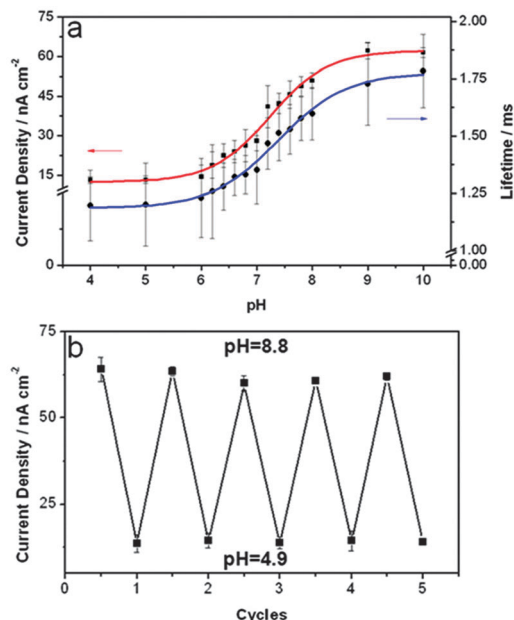 a
Current Density / nA cm-2
75
60
45
30
15
0
2.00
1.75
1.50
1.25
1.00
0.00
Lifetime / ms
4 5 6 7 8 9 10
pH
b
Current Density / nA cm-2
75
50
25
pH=8.8
pH=4.9
0 1 2 3 4 5
Cycles